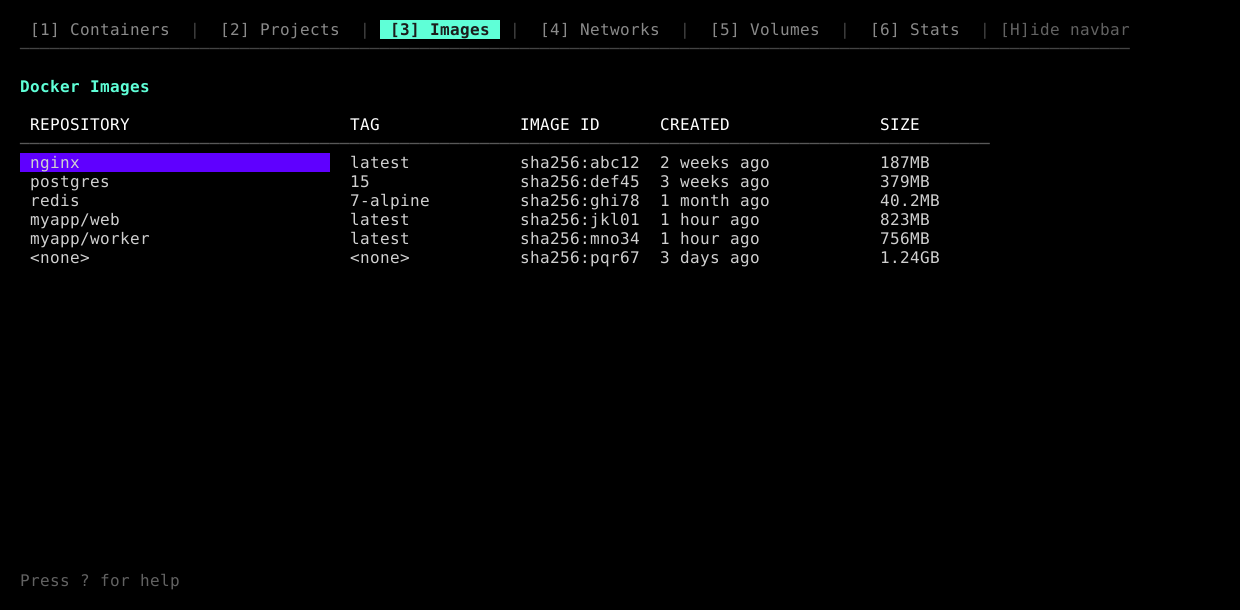 [1] Containers | [2] Projects | [3] Images | [4] Networks | [5] Volumes | [6] Stats | [H]ide navbar
Docker Images
REPOSITORY TAG IMAGE ID CREATED SIZE
nginx latest sha256:abc12 2 weeks ago 187MB
postgres 15 sha256:def45 3 weeks ago 379MB
redis 7-alpine sha256:ghi78 1 month ago 40.2MB
myapp/web latest sha256:jkl01 1 hour ago 823MB
myapp/worker latest sha256:mno34 1 hour ago 756MB
<none> <none> sha256:pqr67 3 days ago 1.24GB
Press ? for help